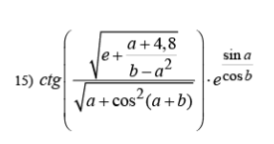 15) ctg( √(e + (a + 4,8)/(b – a²)) / √(a + cos²(a + b)) ) · e^(sin a / cos b)